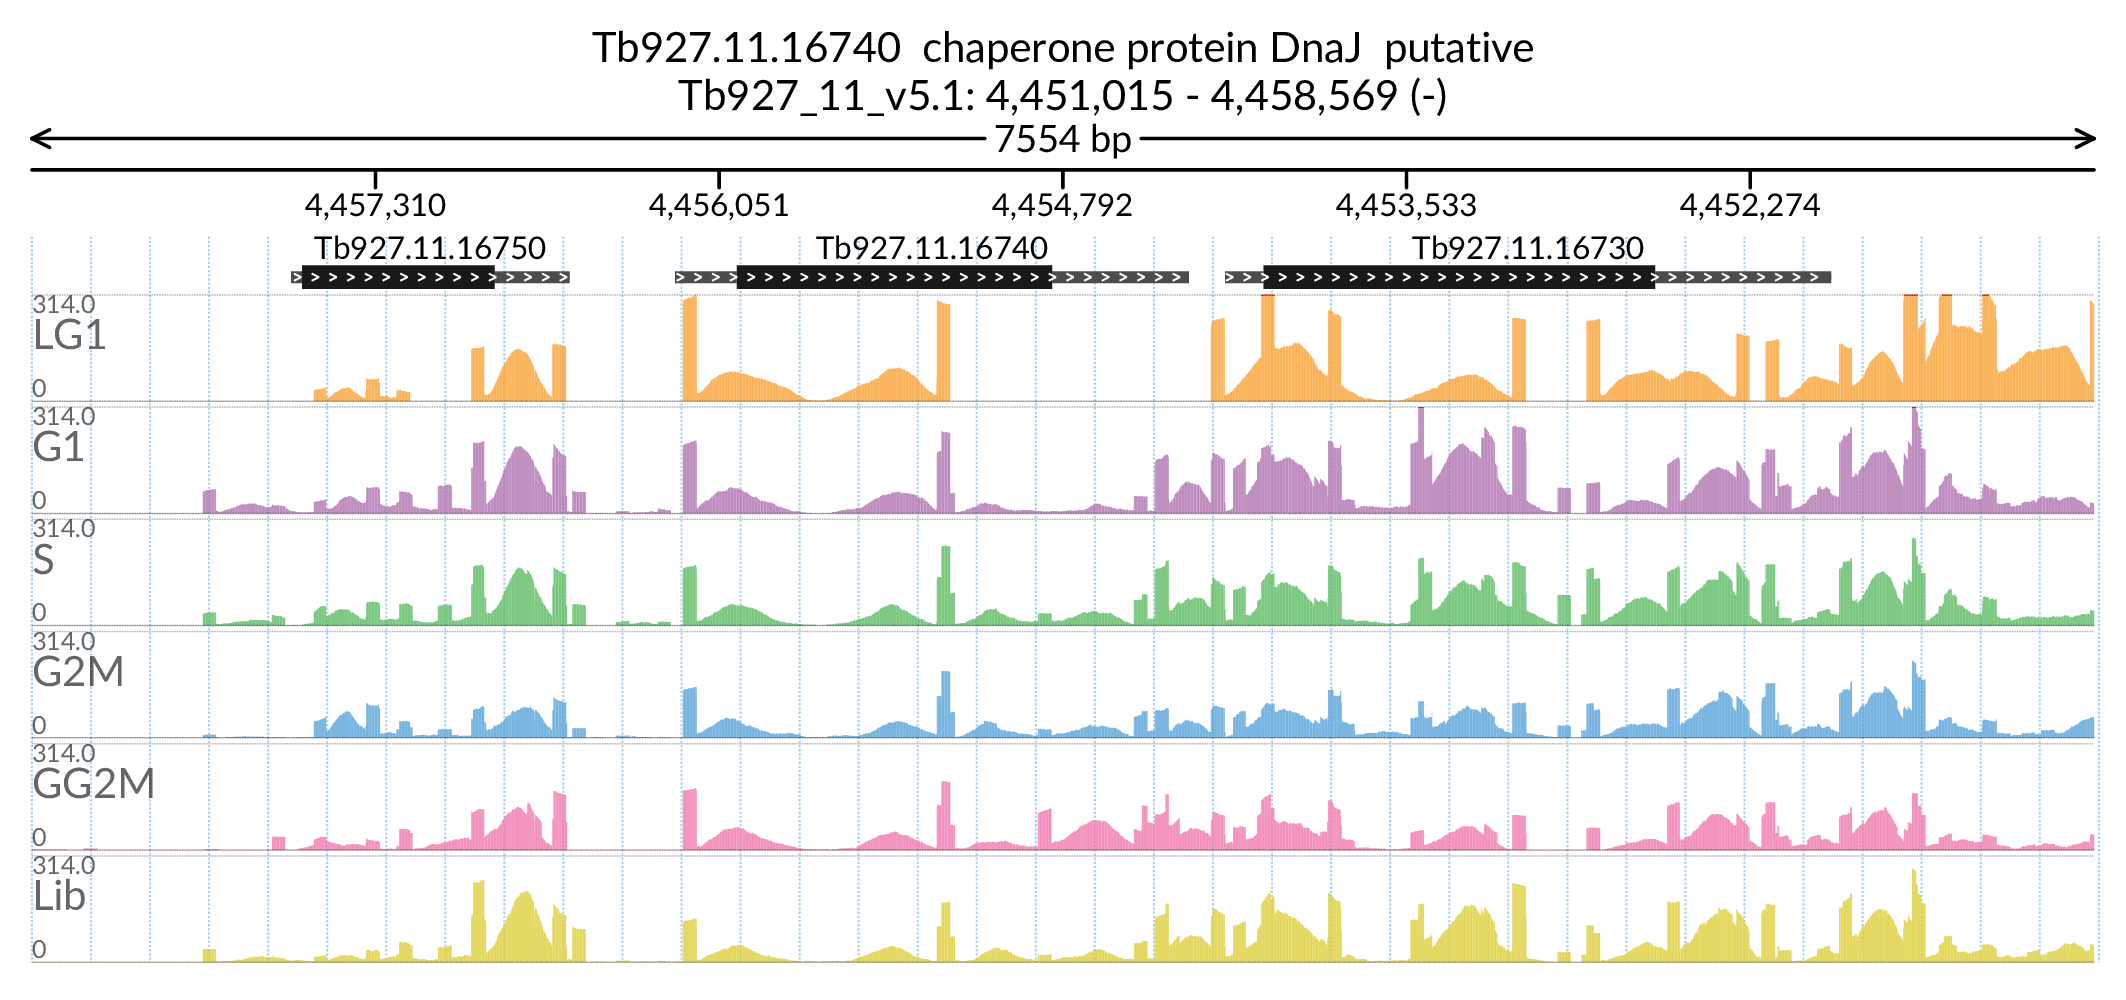 Tb927.11.16740 chaperone protein DnaJ putative
Tb927_11_v5.1: 4,451,015 - 4,458,569 (-)
7554 bp
4,457,310 4,456,051 4,454,792 4,453,533 4,452,274
Tb927.11.16750 Tb927.11.16740 Tb927.11.16730
314.0
LG1
0
314.0
G1
0
314.0
S
0
314.0
G2M
0
314.0
GG2M
0
314.0
Lib
0